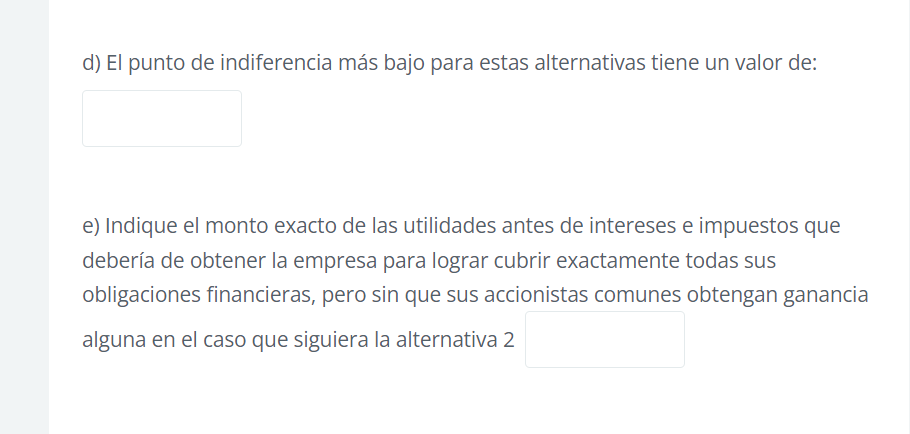 d) El punto de indiferencia más bajo para estas alternativas tiene un valor de:
e) Indique el monto exacto de las utilidades antes de intereses e impuestos que
debería de obtener la empresa para lograr cubrir exactamente todas sus
obligaciones financieras, pero sin que sus accionistas comunes obtengan ganancia
alguna en el caso que siguiera la alternativa 2